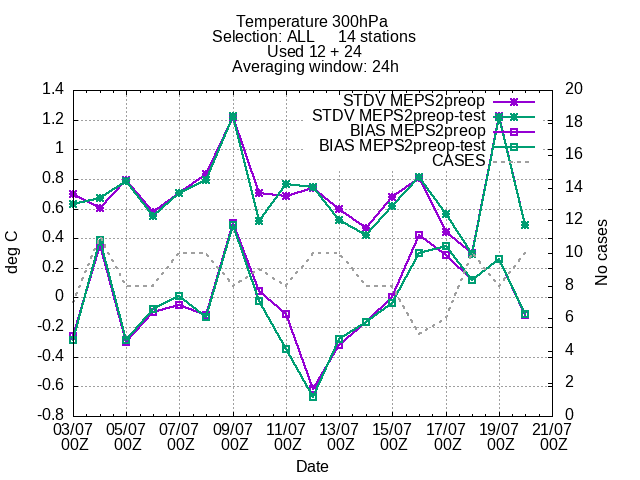 Temperature 300hPa
Selection: ALL      14 stations
Used 12 + 24
Averaging window: 24h
STDV MEPS2preop
STDV MEPS2preop-test
BIAS MEPS2preop
BIAS MEPS2preop-test
CASES
deg C
1.4
1.2
1
0.8
0.6
0.4
0.2
0
-0.2
-0.4
-0.6
-0.8
20
18
16
14
12
10
8
6
4
2
0
No cases
03/07 05/07 07/07 09/07 11/07 13/07 15/07 17/07 19/07 21/07
00Z 00Z 00Z 00Z 00Z 00Z 00Z 00Z 00Z 00Z
Date